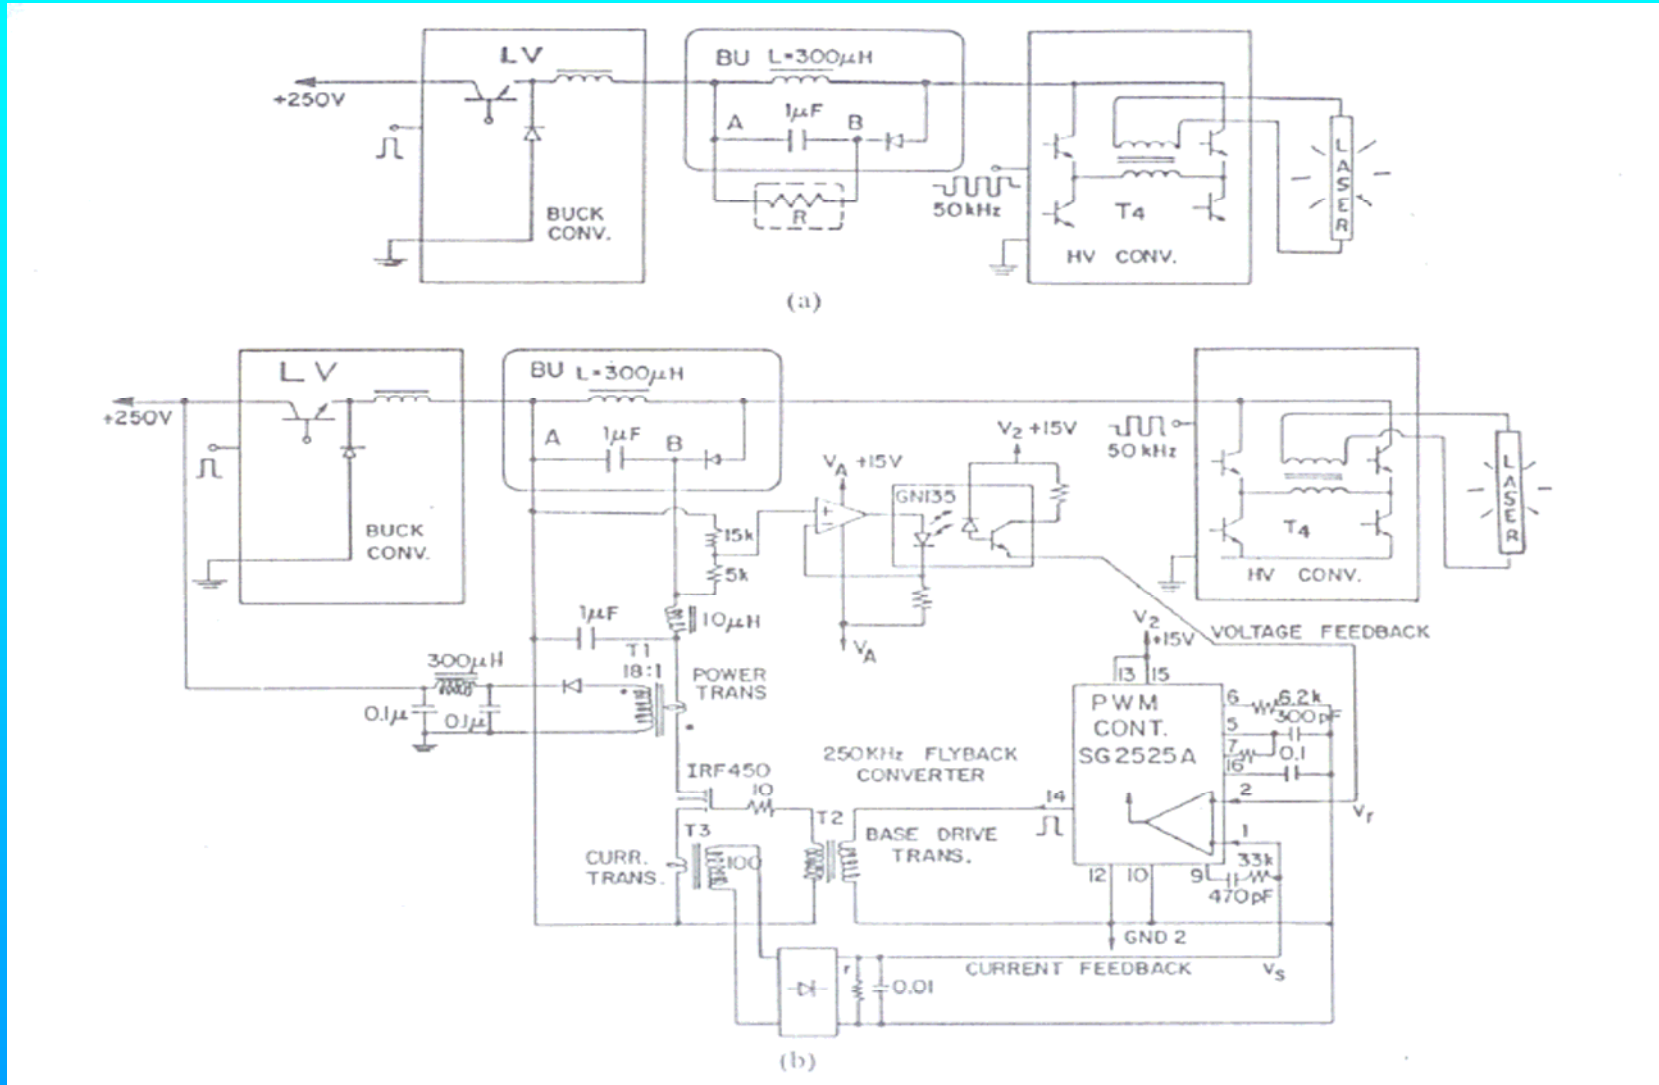 LV
+250V
BUCK
CONV.
BU L=300μH
1μF
A
B
R
50kHz
T4
HV CONV.
LASER
(a)
LV
+250V
BUCK
CONV.
BU L=300μH
1μF
A
B
15k
5k
10μH
1μF
T1
18:1
POWER
TRANS
300μH
0.1μ
0.1μ
VA +15V
VA
GN135
V2 +15V
50kHz
T4
HV CONV.
LASER
VOLTAGE FEEDBACK
V2
+15V
13 15
PWM
CONT.
SG2525A
6 6.2k
5 300pF
7 0.1
16
2
Vr
1
33k
9
470pF
12 10
14
250KHz FLYBACK
CONVERTER
IRF450
10
T2
BASE DRIVE
TRANS.
T3
100
CURR.
TRANS.
GND 2
CURRENT FEEDBACK
Vs
r
0.01
(b)